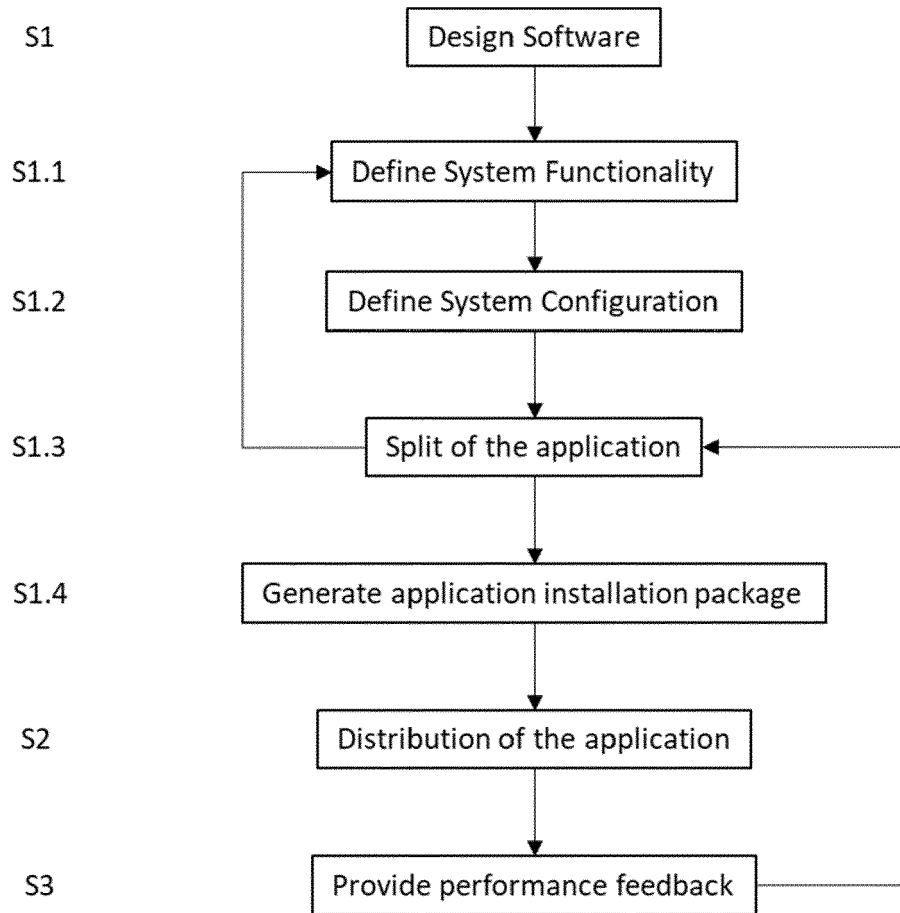 S1
Design Software
S1.1
Define System Functionality
S1.2
Define System Configuration
S1.3
Split of the application
S1.4
Generate application installation package
S2
Distribution of the application
S3
Provide performance feedback